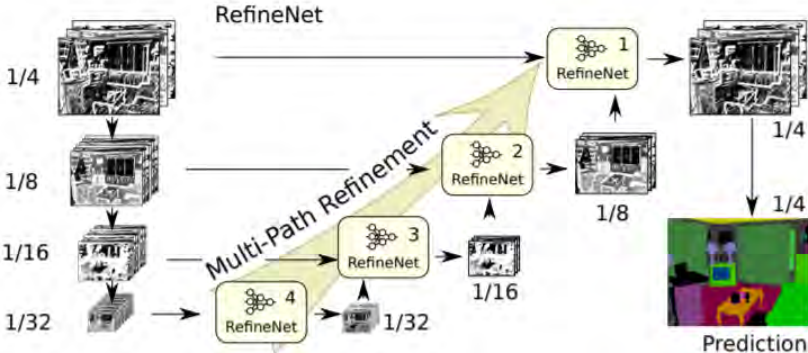 RefineNet
1/4
1
RefineNet
1/4
1/8
Multi-Path Refinement
2
RefineNet
1/8
1/4
1/16
3
RefineNet
1/16
1/32
4
RefineNet
1/32
Prediction